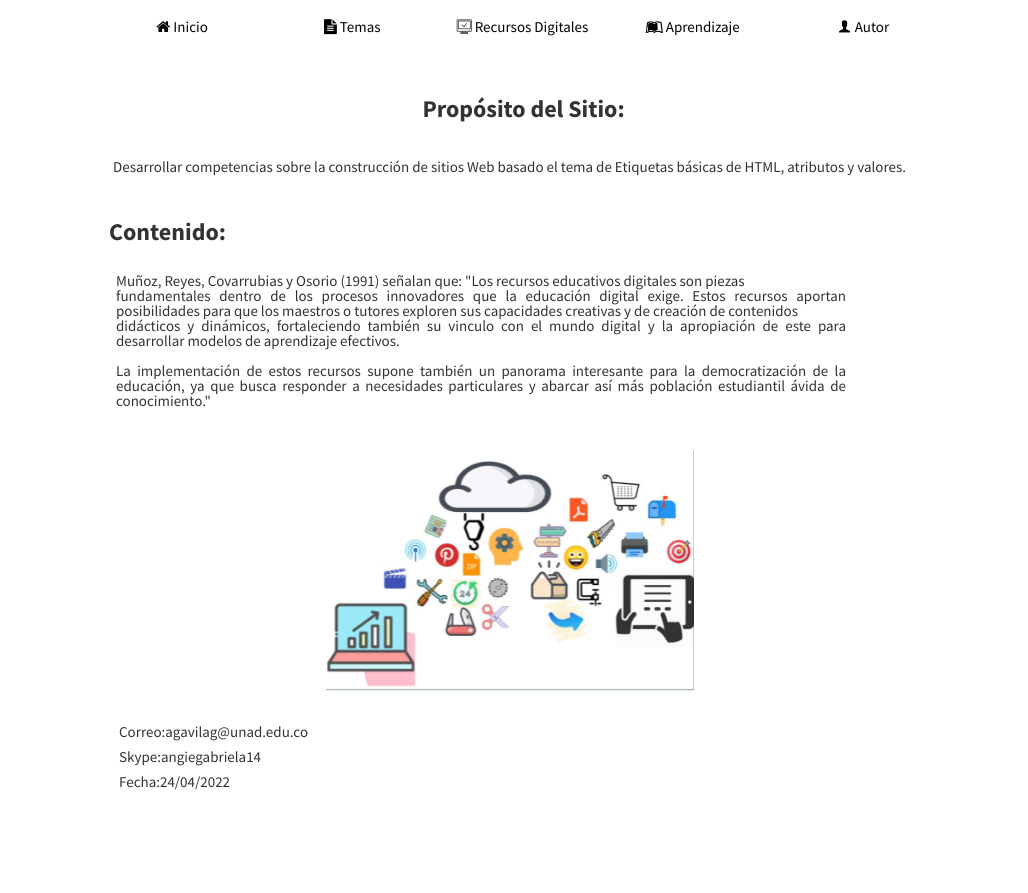 Inicio
Temas
Recursos Digitales
Aprendizaje
Autor
Propósito del Sitio:
Desarrollar competencias sobre la construcción de sitios Web basado el tema de Etiquetas básicas de HTML, atributos y valores.
Contenido:
Muñoz, Reyes, Covarrubias y Osorio (1991) señalan que: "Los recursos educativos digitales son piezas
fundamentales dentro de los procesos innovadores que la educación digital exige. Estos recursos aportan
posibilidades para que los maestros o tutores exploren sus capacidades creativas y de creación de contenidos
didácticos y dinámicos, fortaleciendo también su vinculo con el mundo digital y la apropiación de este para
desarrollar modelos de aprendizaje efectivos.
La implementación de estos recursos supone también un panorama interesante para la democratización de la
educación, ya que busca responder a necesidades particulares y abarcar así más población estudiantil ávida de
conocimiento."
ZIP
24
Correo:agavilag@unad.edu.co
Skype:angiegabriela14
Fecha:24/04/2022